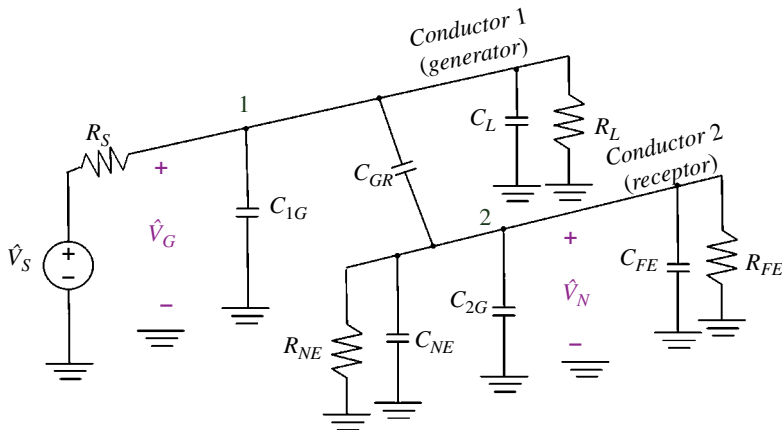 Conductor 1
(generator)
1
R_S
C_L
R_L
Conductor 2
(receptor)
+
C_GR
C_1G
V̂_G
2
V̂_S
+
−
+
C_FE
R_FE
C_2G
V̂_N
−
R_NE
C_NE
−